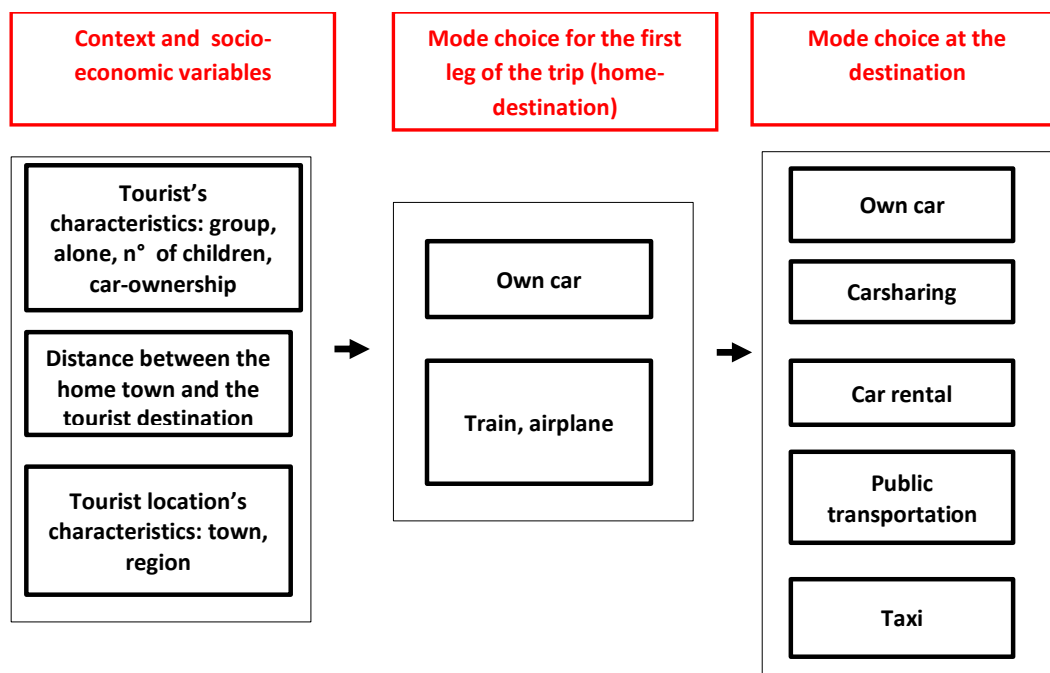 Context and socio-
economic variables
Mode choice for the first
leg of the trip (home-
destination)
Mode choice at the
destination
Tourist's
characteristics: group,
alone, n° of children,
car-ownership
Distance between the
home town and the
tourist destination
Tourist location's
characteristics: town,
region
Own car
Train, airplane
Own car
Carsharing
Car rental
Public
transportation
Taxi